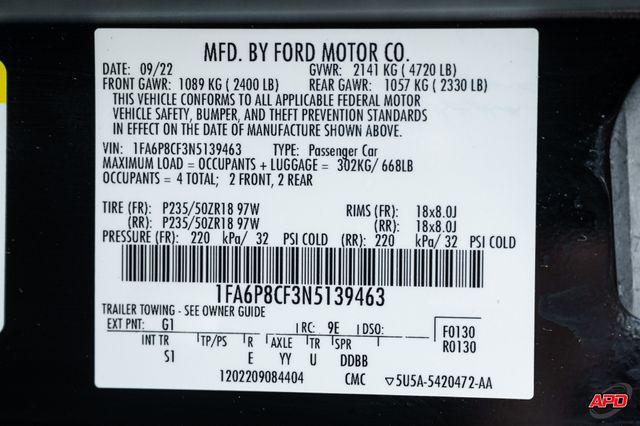 MFD. BY FORD MOTOR CO.
DATE: 09/22 GVWR: 2141 KG ( 4720 LB)
FRONT GAWR: 1089 KG ( 2400 LB) REAR GAWR: 1057 KG ( 2330 LB)
THIS VEHICLE CONFORMS TO ALL APPLICABLE FEDERAL MOTOR
VEHICLE SAFETY, BUMPER, AND THEFT PREVENTION STANDARDS
IN EFFECT ON THE DATE OF MANUFACTURE SHOWN ABOVE.
VIN: 1FA6P8CF3N5139463 TYPE: Passenger Car
MAXIMUM LOAD = OCCUPANTS + LUGGAGE = 302KG/ 668LB
OCCUPANTS = 4 TOTAL; 2 FRONT, 2 REAR
TIRE (FR): P235/50ZR18 97W RIMS (FR): 18x8.0J
(RR): P235/50ZR18 97W (RR): 18x8.0J
PRESSURE (FR): 220 kPa/ 32 PSI COLD (RR): 220 kPa/ 32 PSI COLD
1FA6P8CF3N5139463
TRAILER TOWING - SEE OWNER GUIDE
EXT PNT: G1 RC: 9E DSO: F0130
INT TR TP/PS R AXLE TR SPR R0130
S1 E YY U DDBB
1202209084404 CMC ▽5U5A-5420472-AA
APD